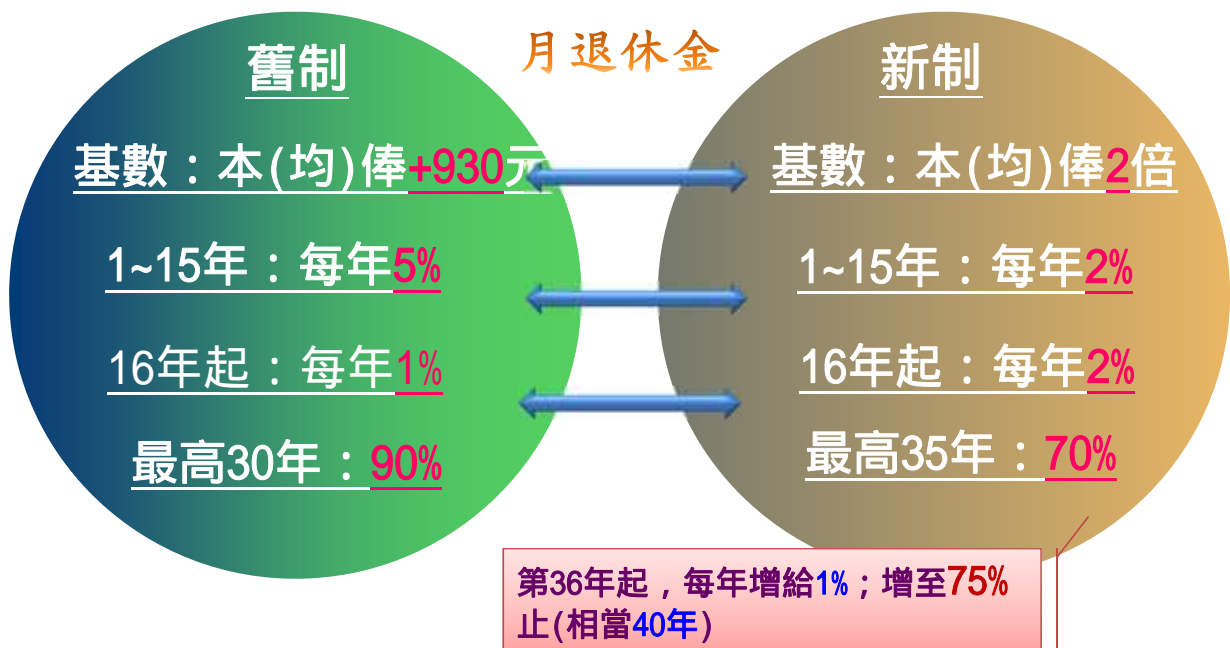 月退休金
舊制
基數：本(均)俸+930元
1~15年：每年5%
16年起：每年1%
最高30年：90%
新制
基數：本(均)俸2倍
1~15年：每年2%
16年起：每年2%
最高35年：70%
第36年起，每年增給1%；增至75%
止(相當40年)